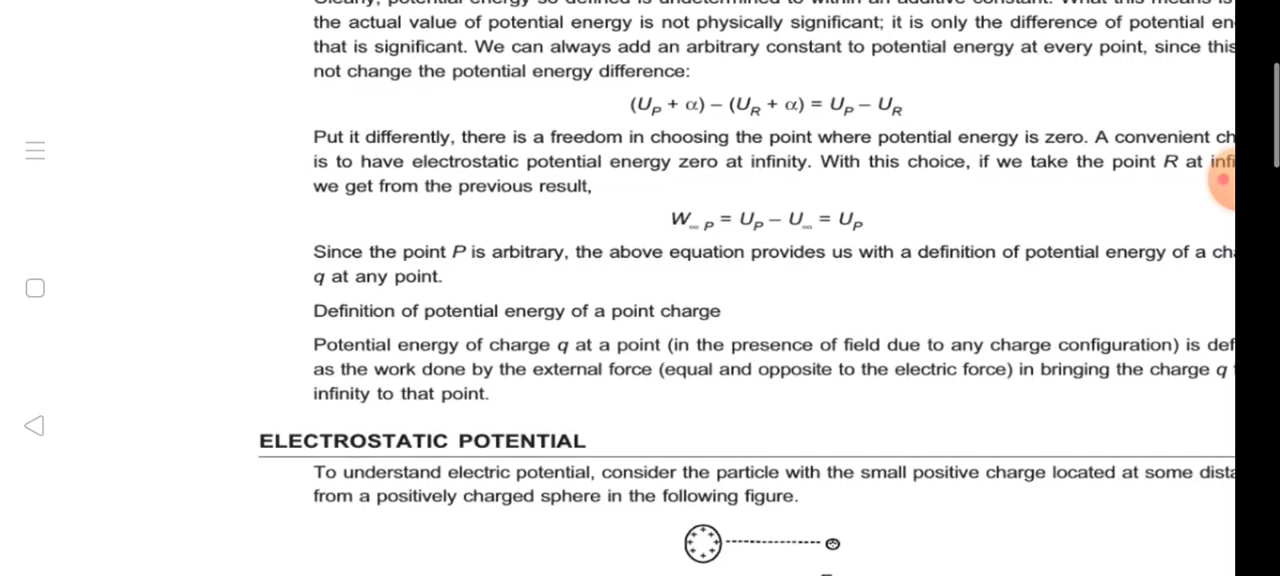 the actual value of potential energy is not physically significant; it is only the difference of potential en
that is significant. We can always add an arbitrary constant to potential energy at every point, since this
not change the potential energy difference:
(U_P + α) – (U_R + α) = U_P – U_R
Put it differently, there is a freedom in choosing the point where potential energy is zero. A convenient ch
is to have electrostatic potential energy zero at infinity. With this choice, if we take the point R at infi
we get from the previous result,
W_∞ P = U_P – U_∞ = U_P
Since the point P is arbitrary, the above equation provides us with a definition of potential energy of a cha
q at any point.
Definition of potential energy of a point charge
Potential energy of charge q at a point (in the presence of field due to any charge configuration) is def
as the work done by the external force (equal and opposite to the electric force) in bringing the charge q
infinity to that point.
ELECTROSTATIC POTENTIAL
To understand electric potential, consider the particle with the small positive charge located at some dista
from a positively charged sphere in the following figure.